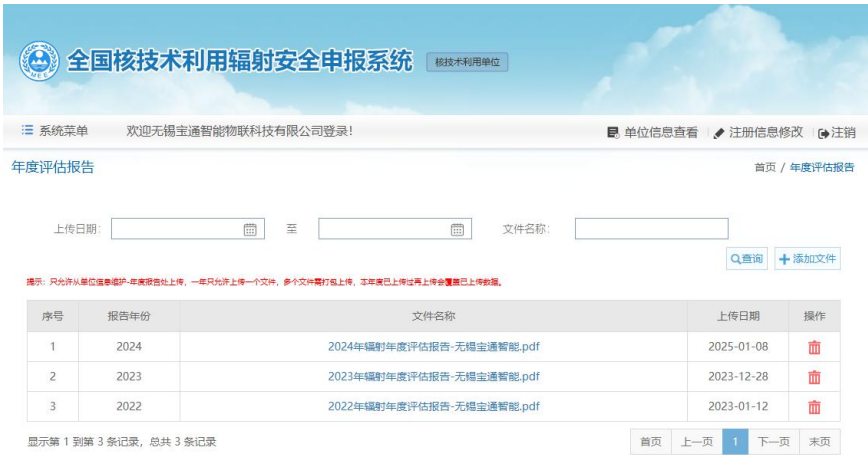 MEE
全国核技术利用辐射安全申报系统 核技术利用单位
系统菜单 欢迎无锡宝通智能物联科技有限公司登录! 单位信息查看 注册信息修改 注销
年度评估报告 首页 / 年度评估报告
上传日期: 至 文件名称:
查询 添加文件
提示: 只允许从单位信息维护-年度报告处上传, 一年只允许上传一个文件, 多个文件需打包上传, 本年度已上传过再上传会覆盖已上传数据。
序号 报告年份 文件名称 上传日期 操作
1 2024 2024年辐射年度评估报告-无锡宝通智能.pdf 2025-01-08
2 2023 2023年辐射年度评估报告-无锡宝通智能.pdf 2023-12-28
3 2022 2022年辐射年度评估报告-无锡宝通智能.pdf 2023-01-12
显示第 1 到第 3 条记录, 总共 3 条记录 首页 上一页 1 下一页 末页